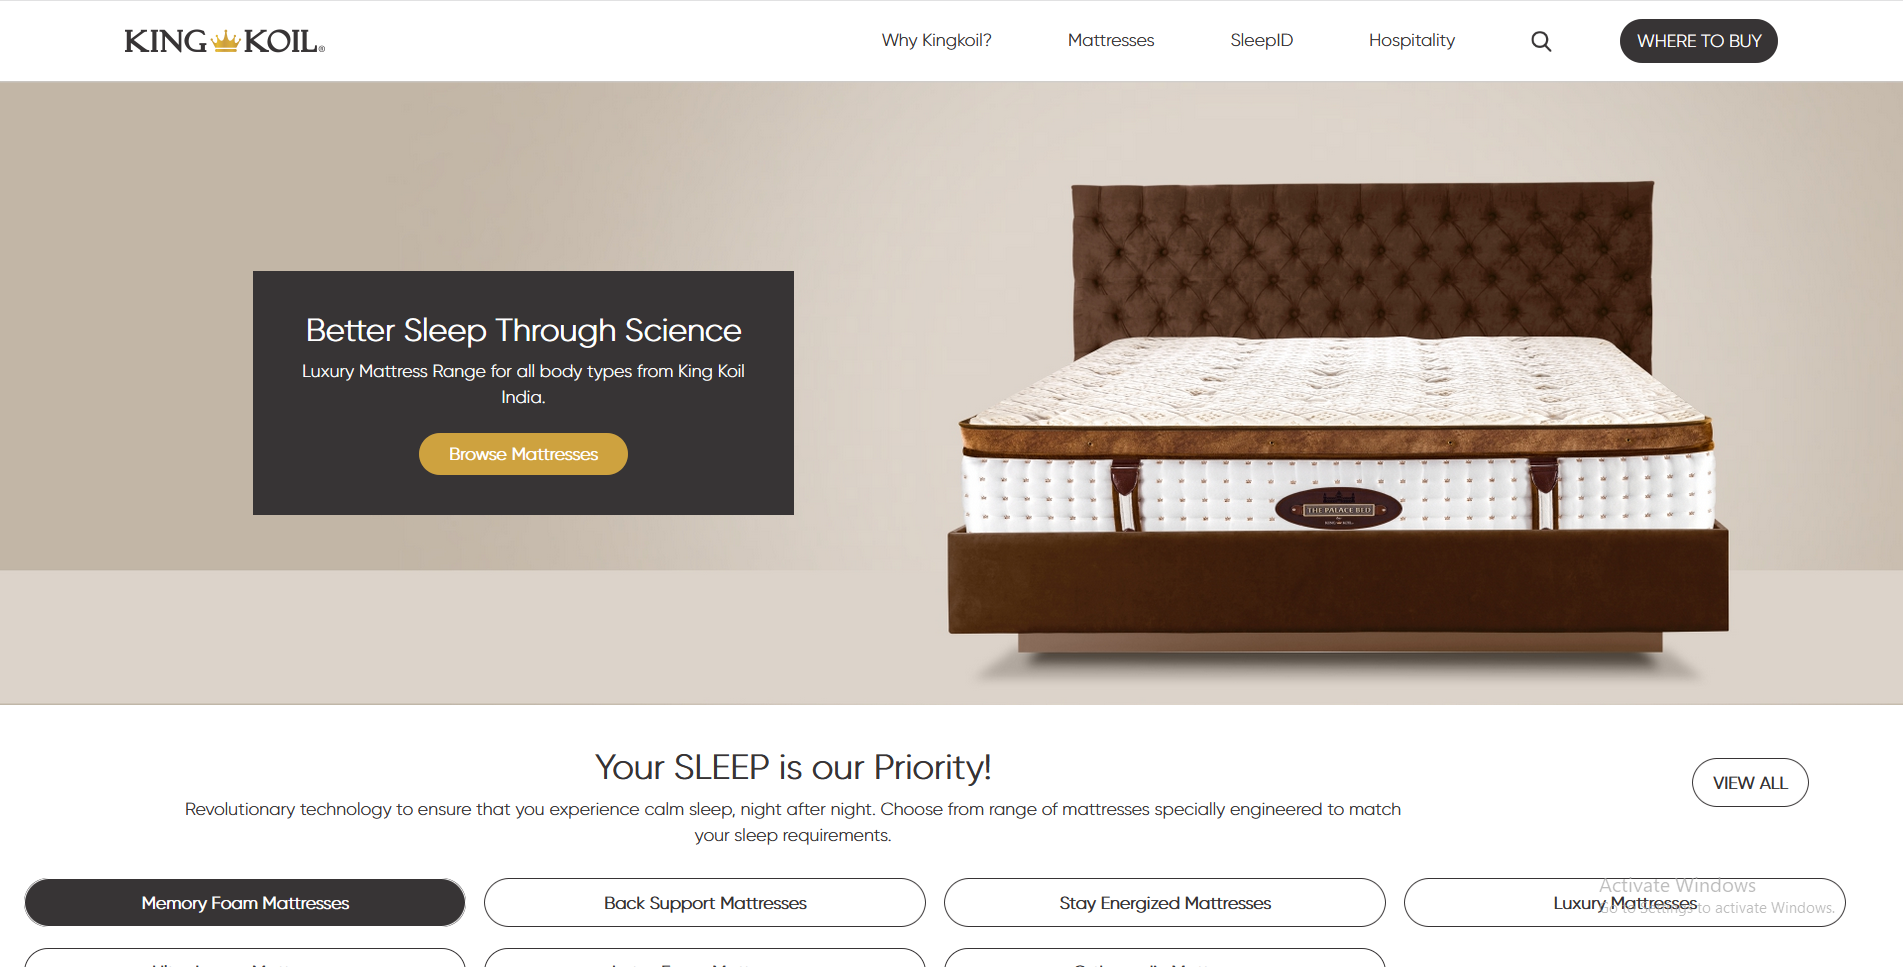 KING KOIL®
Why Kingkoil?
Mattresses
SleepID
Hospitality
WHERE TO BUY
Better Sleep Through Science
Luxury Mattress Range for all body types from King Koil
India.
Browse Mattresses
THE PALACE BED
KING KOIL
Your SLEEP is our Priority!
VIEW ALL
Revolutionary technology to ensure that you experience calm sleep, night after night. Choose from range of mattresses specially engineered to match
your sleep requirements.
Memory Foam Mattresses
Back Support Mattresses
Stay Energized Mattresses
Luxury Mattresses
Activate Windows
Go to Settings to activate Windows.